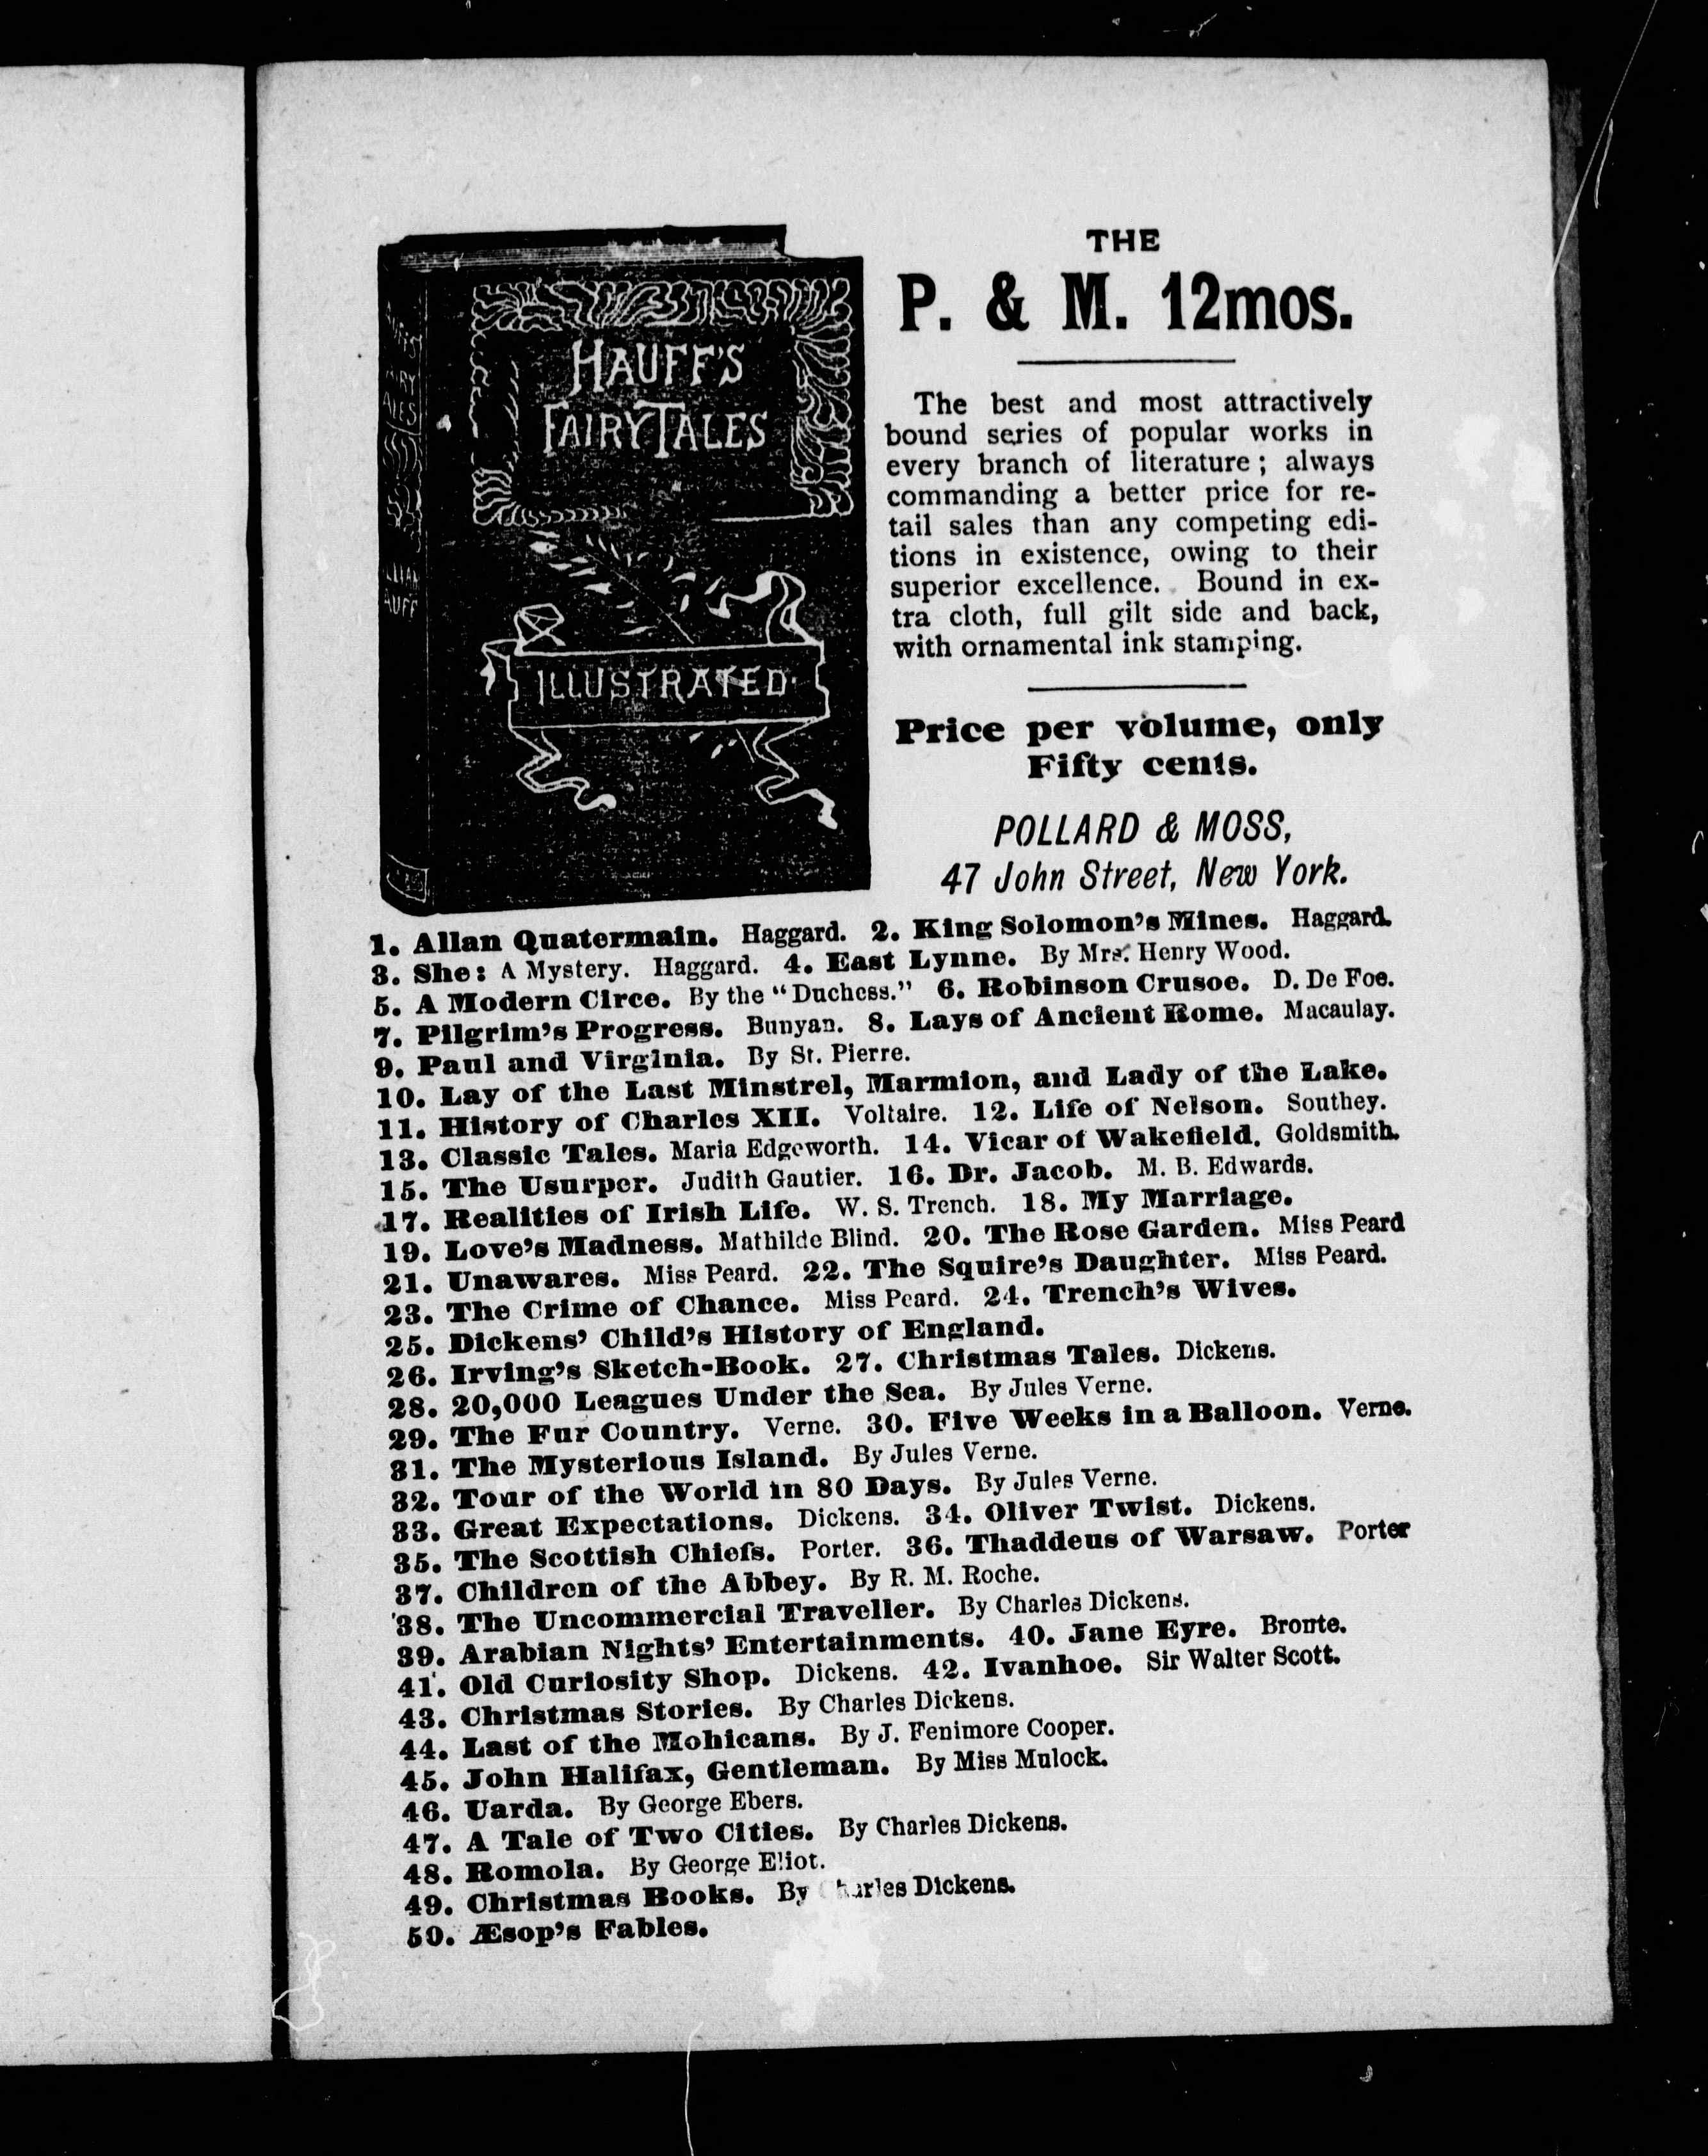 HAUFF'S
FAIRY TALES
ILLUSTRATED
THE
P. & M. 12mos.
The best and most attractively
bound series of popular works in
every branch of literature; always
commanding a better price for re-
tail sales than any competing edi-
tions in existence, owing to their
superior excellence. Bound in ex-
tra cloth, full gilt side and back,
with ornamental ink stamping.
Price per volume, only
Fifty cents.
POLLARD & MOSS,
47 John Street, New York.
1. Allan Quatermain. Haggard. 2. King Solomon's Mines. Haggard.
3. She: A Mystery. Haggard. 4. East Lynne. By Mrs. Henry Wood.
5. A Modern Circe. By the "Duchess." 6. Robinson Crusoe. D. De Foe.
7. Pilgrim's Progress. Bunyan. 8. Lays of Ancient Rome. Macaulay.
9. Paul and Virginia. By St. Pierre.
10. Lay of the Last Minstrel, Marmion, and Lady of the Lake.
11. History of Charles XII. Voltaire. 12. Life of Nelson. Southey.
13. Classic Tales. Maria Edgeworth. 14. Vicar of Wakefield. Goldsmith.
15. The Usurper. Judith Gautier. 16. Dr. Jacob. M. B. Edwards.
17. Realities of Irish Life. W. S. Trench. 18. My Marriage.
19. Love's Madness. Mathilde Blind. 20. The Rose Garden. Miss Peard
21. Unawares. Miss Peard. 22. The Squire's Daughter. Miss Peard.
23. The Crime of Chance. Miss Peard. 24. Trench's Wives.
25. Dickens' Child's History of England.
26. Irving's Sketch-Book. 27. Christmas Tales. Dickens.
28. 20,000 Leagues Under the Sea. By Jules Verne.
29. The Fur Country. Verne. 30. Five Weeks in a Balloon. Verne.
31. The Mysterious Island. By Jules Verne.
32. Tour of the World in 80 Days. By Jules Verne.
33. Great Expectations. Dickens. 34. Oliver Twist. Dickens.
35. The Scottish Chiefs. Porter. 36. Thaddeus of Warsaw. Porter
37. Children of the Abbey. By R. M. Roche.
38. The Uncommercial Traveller. By Charles Dickens.
39. Arabian Nights' Entertainments. 40. Jane Eyre. Bronte.
41. Old Curiosity Shop. Dickens. 42. Ivanhoe. Sir Walter Scott.
43. Christmas Stories. By Charles Dickens.
44. Last of the Mohicans. By J. Fenimore Cooper.
45. John Halifax, Gentleman. By Miss Mulock.
46. Uarda. By George Ebers.
47. A Tale of Two Cities. By Charles Dickens.
48. Romola. By George Eliot.
49. Christmas Books. By Charles Dickens.
50. Æsop's Fables.